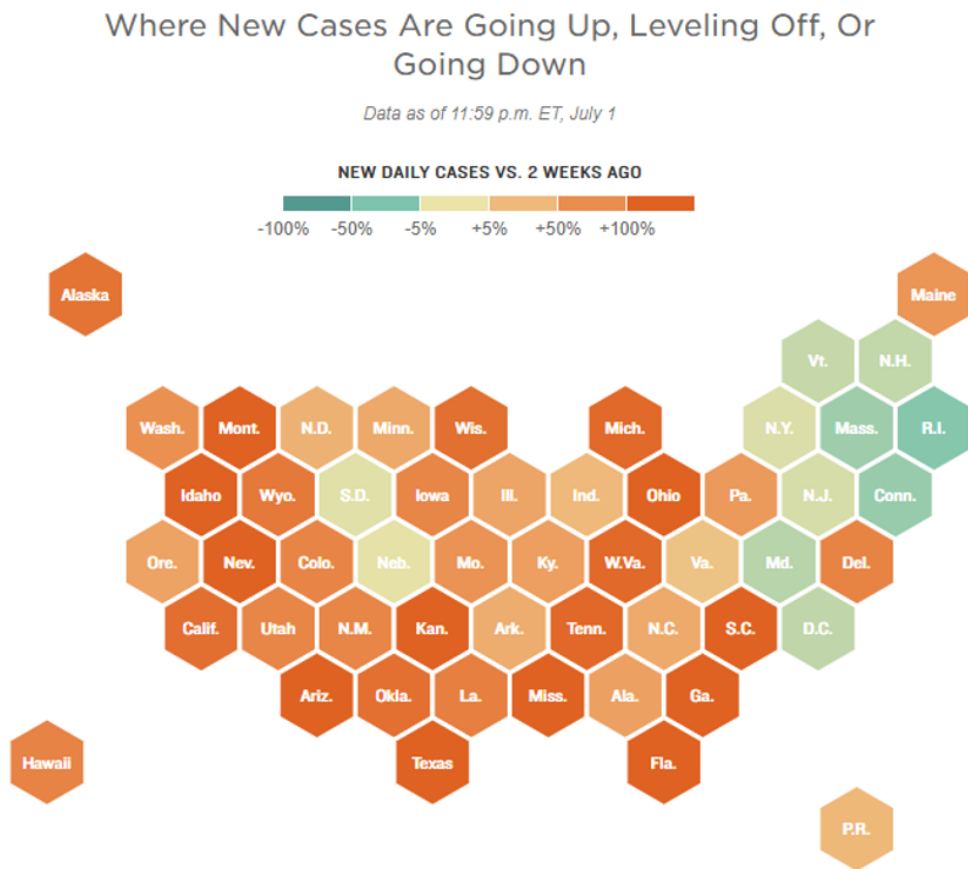 Where New Cases Are Going Up, Leveling Off, Or
Going Down
Data as of 11:59 p.m. ET, July 1
NEW DAILY CASES VS. 2 WEEKS AGO
-100% -50% -5% +5% +50% +100%
Alaska Maine
Vt. N.H.
Wash. Mont. N.D. Minn. Wis. Mich. N.Y. Mass. R.I.
Idaho Wyo. S.D. Iowa Ill. Ind. Ohio Pa. N.J. Conn.
Ore. Nev. Colo. Neb. Mo. Ky. W.Va. Va. Md. Del.
Calif. Utah N.M. Kan. Ark. Tenn. N.C. S.C. D.C.
Ariz. Okla. La. Miss. Ala. Ga.
Hawaii Texas Fla.
P.R.